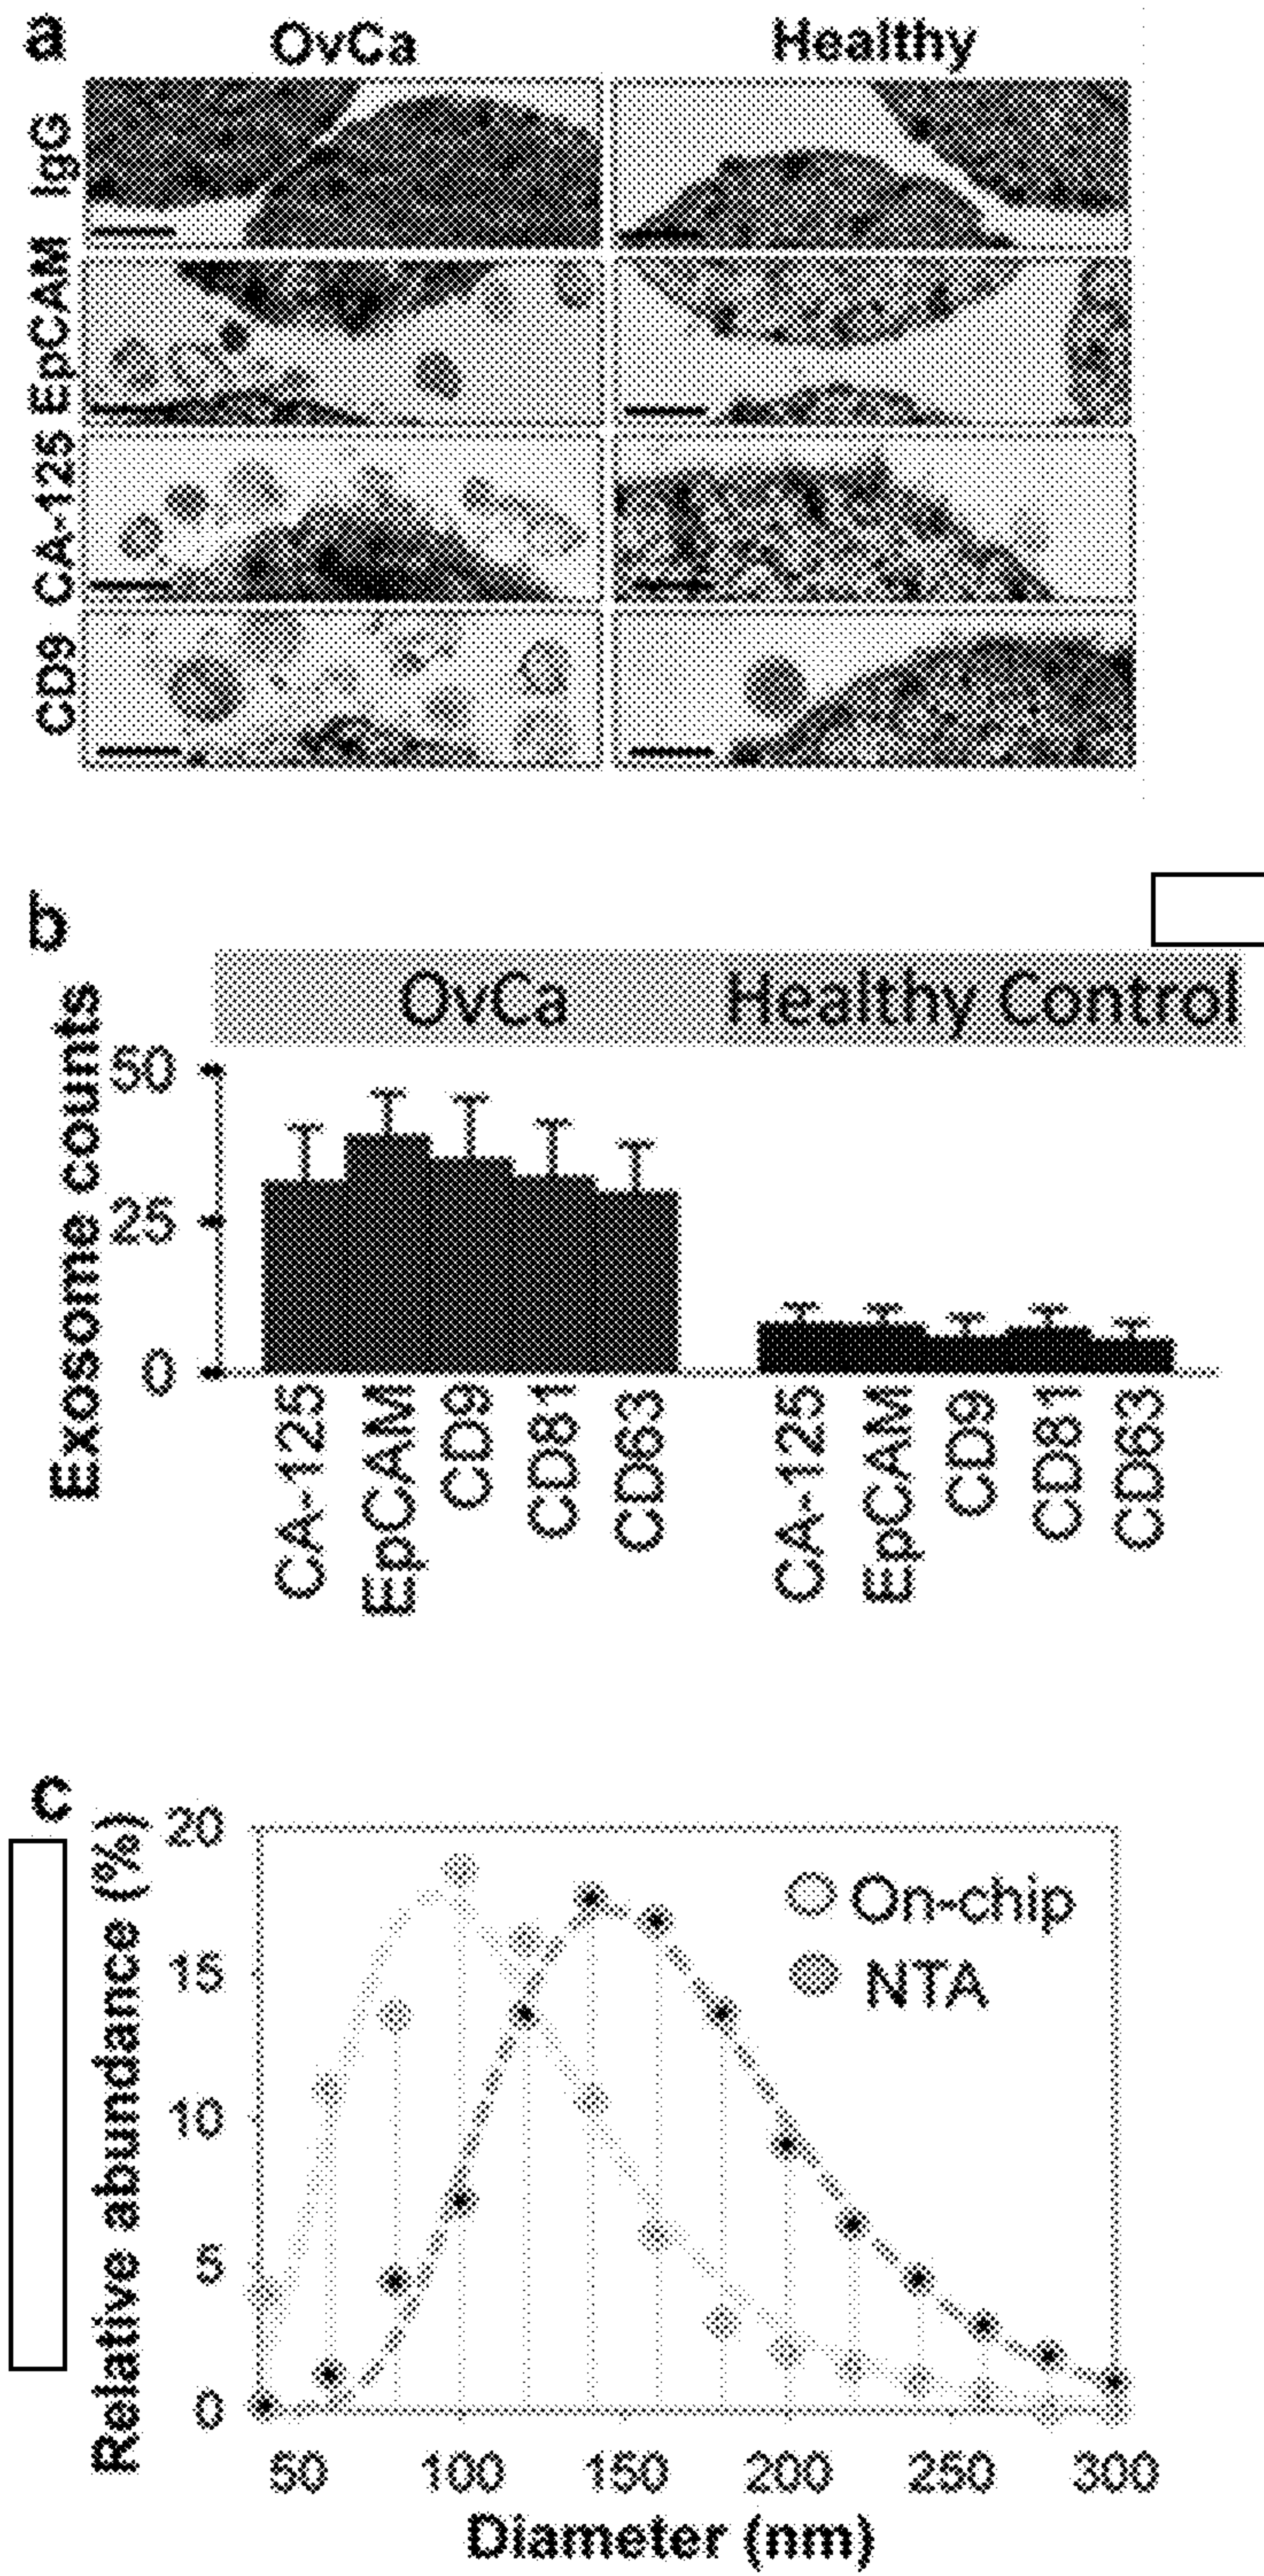 a
OvCa Healthy
IgG
EpCAM
CA-125
CD9
b
OvCa Healthy Control
Exosome counts
50
25
0
CA-125
EpCAM
CD9
CD81
CD63
CA-125
EpCAM
CD9
CD81
CD63
c
Relative abundance (%)
20
15
10
5
0
On-chip
NTA
50 100 150 200 250 300
Diameter (nm)